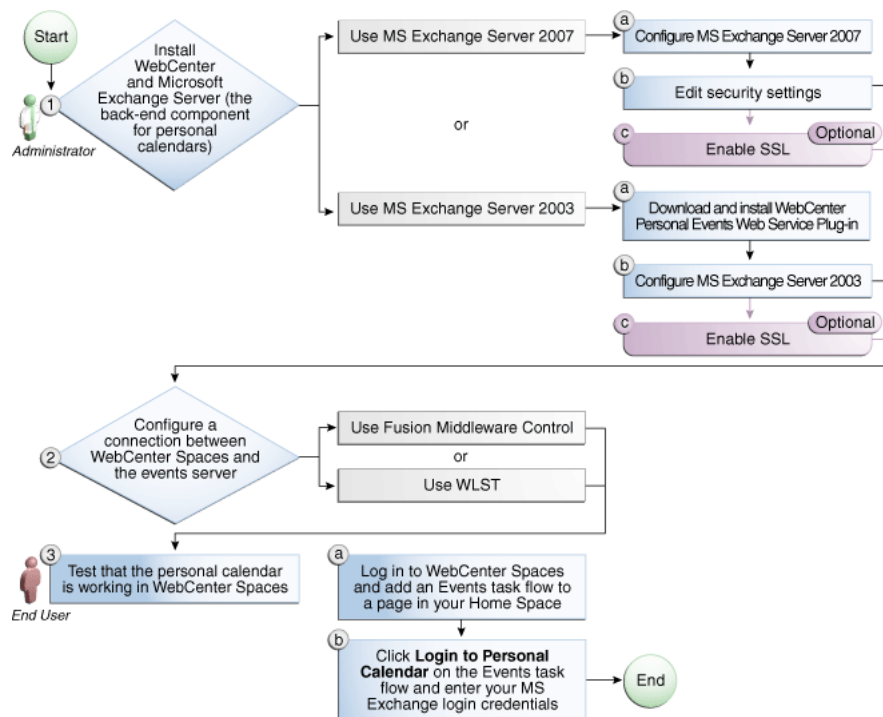 Start
1
Install
WebCenter
and Microsoft
Exchange Server (the
back-end component
for personal
calendars)
Administrator
Use MS Exchange Server 2007
or
Use MS Exchange Server 2003
a
Configure MS Exchange Server 2007
b
Edit security settings
c
Optional
Enable SSL
a
Download and install WebCenter
Personal Events Web Service Plug-in
b
Configure MS Exchange Server 2003
c
Optional
Enable SSL
2
Configure a
connection between
WebCenter Spaces and
the events server
Use Fusion Middleware Control
or
Use WLST
3
Test that the personal calendar
is working in WebCenter Spaces
End User
a
Log in to WebCenter Spaces
and add an Events task flow to
a page in your Home Space
b
Click Login to Personal
Calendar on the Events task
flow and enter your MS
Exchange login credentials
End